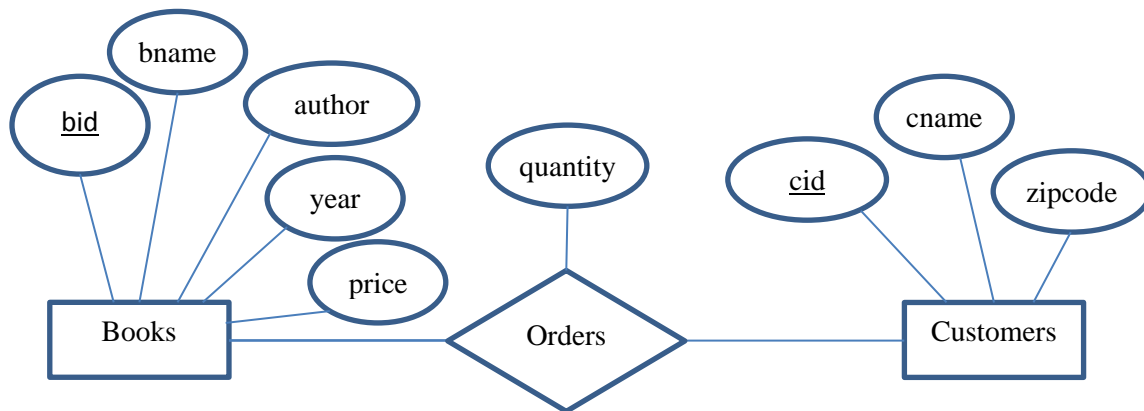 bname
bid
author
quantity
cname
cid
zipcode
year
price
Books
Orders
Customers